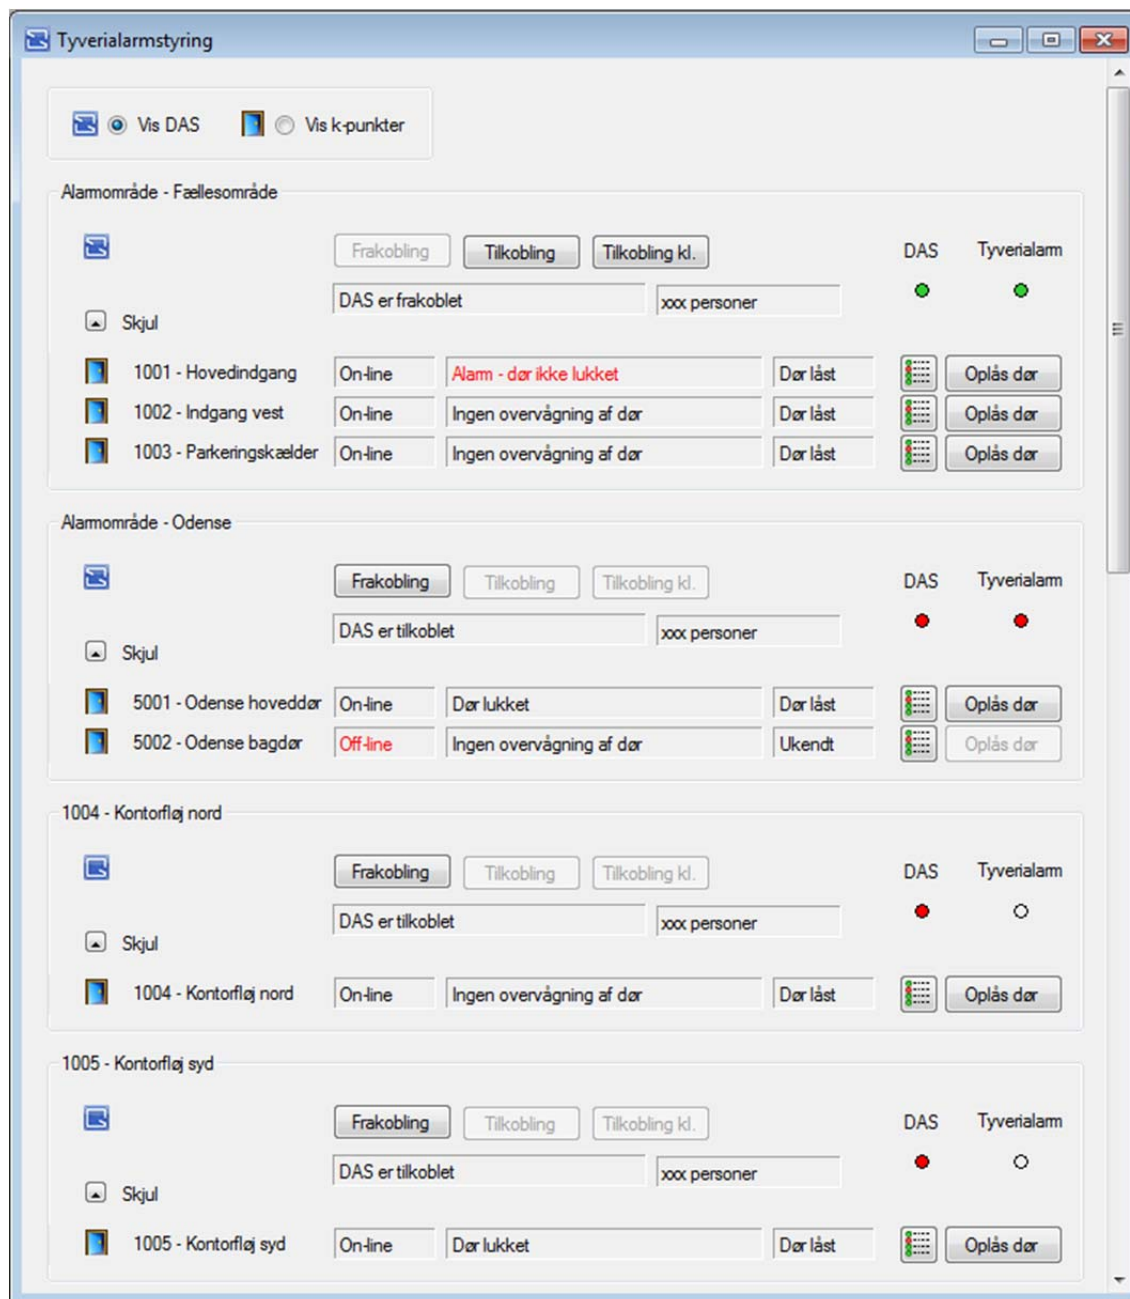 Tyverialarmstyring
Vis DAS Vis k-punkter
Alarmområde - Fællesområde
Frakobling Tilkobling Tilkobling kl. DAS Tyverialarm
DAS er frakoblet xxx personer
Skjul
1001 - Hovedindgang On-line Alarm - dør ikke lukket Dør låst Oplås dør
1002 - Indgang vest On-line Ingen overvågning af dør Dør låst Oplås dør
1003 - Parkeringskælder On-line Ingen overvågning af dør Dør låst Oplås dør
Alarmområde - Odense
Frakobling Tilkobling Tilkobling kl. DAS Tyverialarm
DAS er tilkoblet xxx personer
Skjul
5001 - Odense hoveddør On-line Dør lukket Dør låst Oplås dør
5002 - Odense bagdør Off-line Ingen overvågning af dør Ukendt Oplås dør
1004 - Kontorfløj nord
Frakobling Tilkobling Tilkobling kl. DAS Tyverialarm
DAS er tilkoblet xxx personer
Skjul
1004 - Kontorfløj nord On-line Ingen overvågning af dør Dør låst Oplås dør
1005 - Kontorfløj syd
Frakobling Tilkobling Tilkobling kl. DAS Tyverialarm
DAS er tilkoblet xxx personer
Skjul
1005 - Kontorfløj syd On-line Dør lukket Dør låst Oplås dør